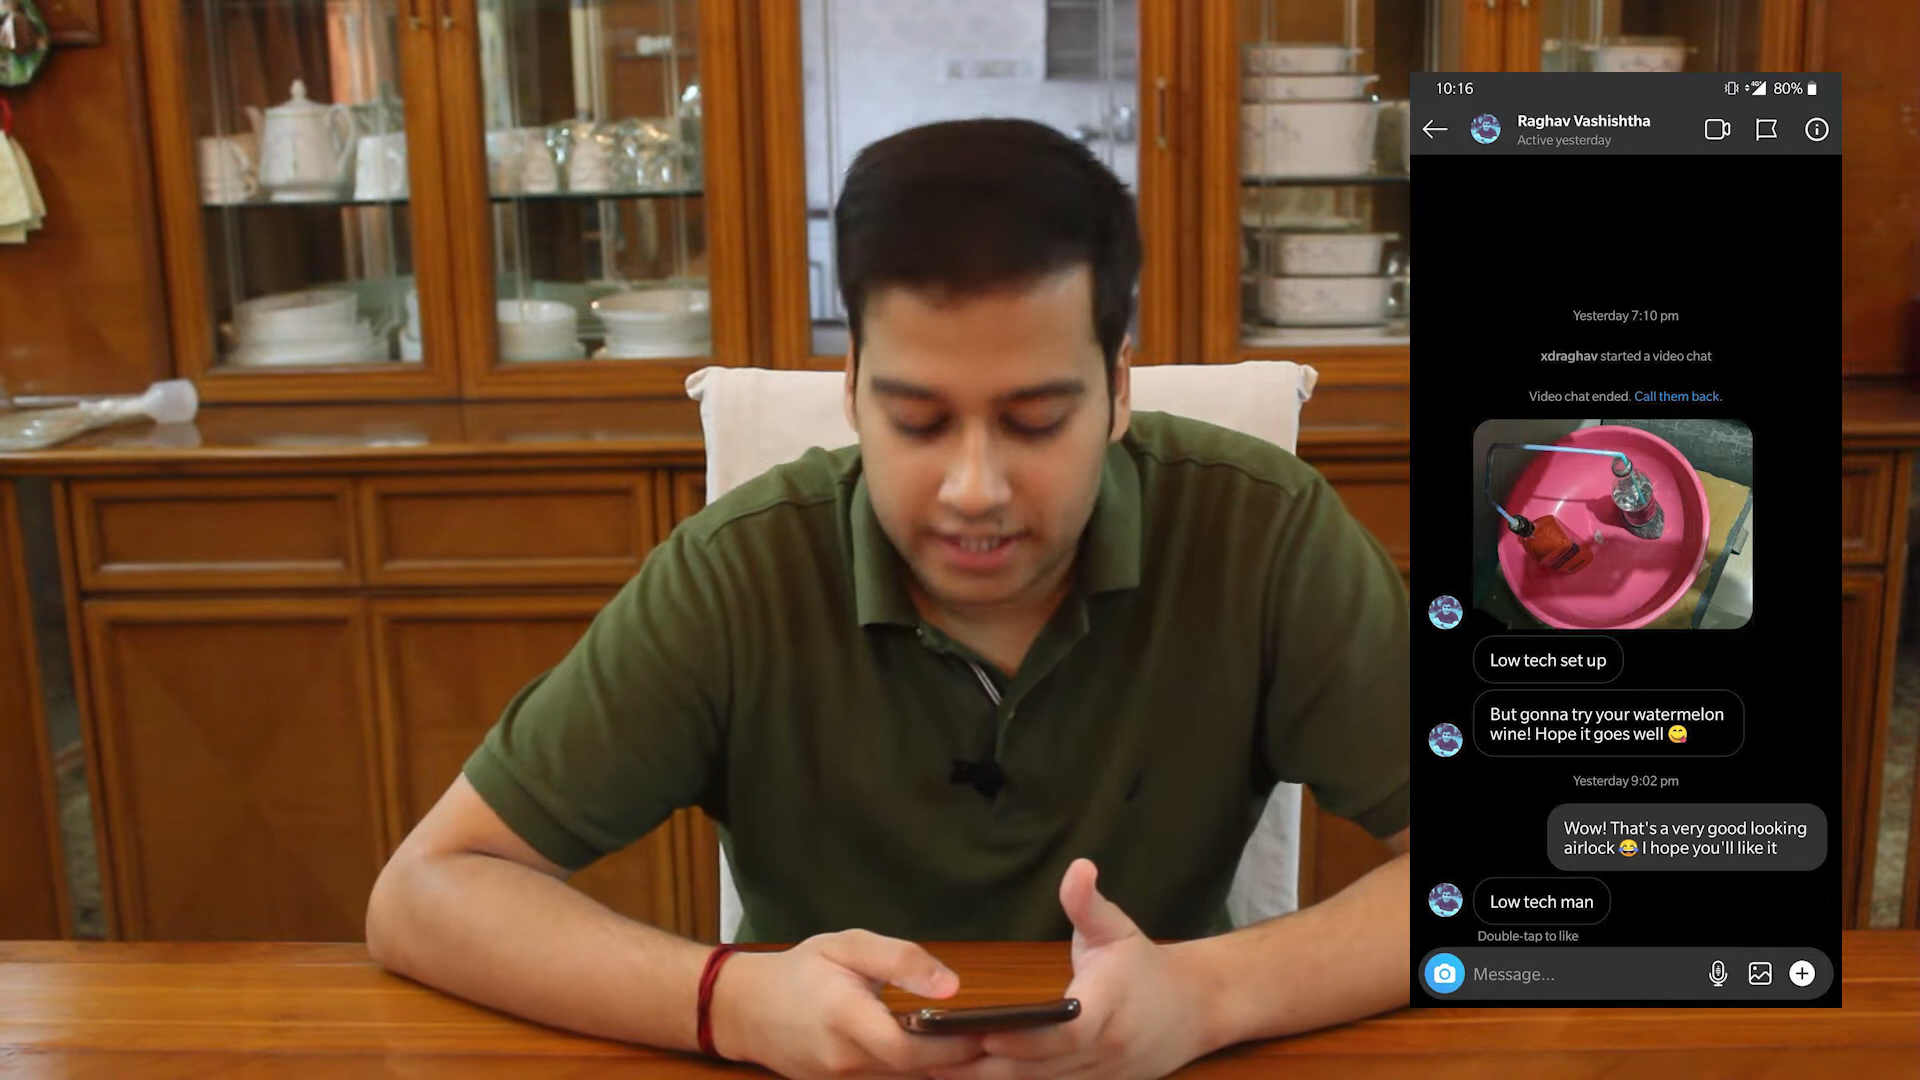 10:16
80%
Raghav Vashishtha
Active yesterday
Yesterday 7:10 pm
xdraghav started a video chat
Video chat ended. Call them back.
Low tech set up
But gonna try your watermelon
wine! Hope it goes well 😋
Yesterday 9:02 pm
Wow! That's a very good looking
airlock 😂 I hope you'll like it
Low tech man
Double-tap to like
Message...